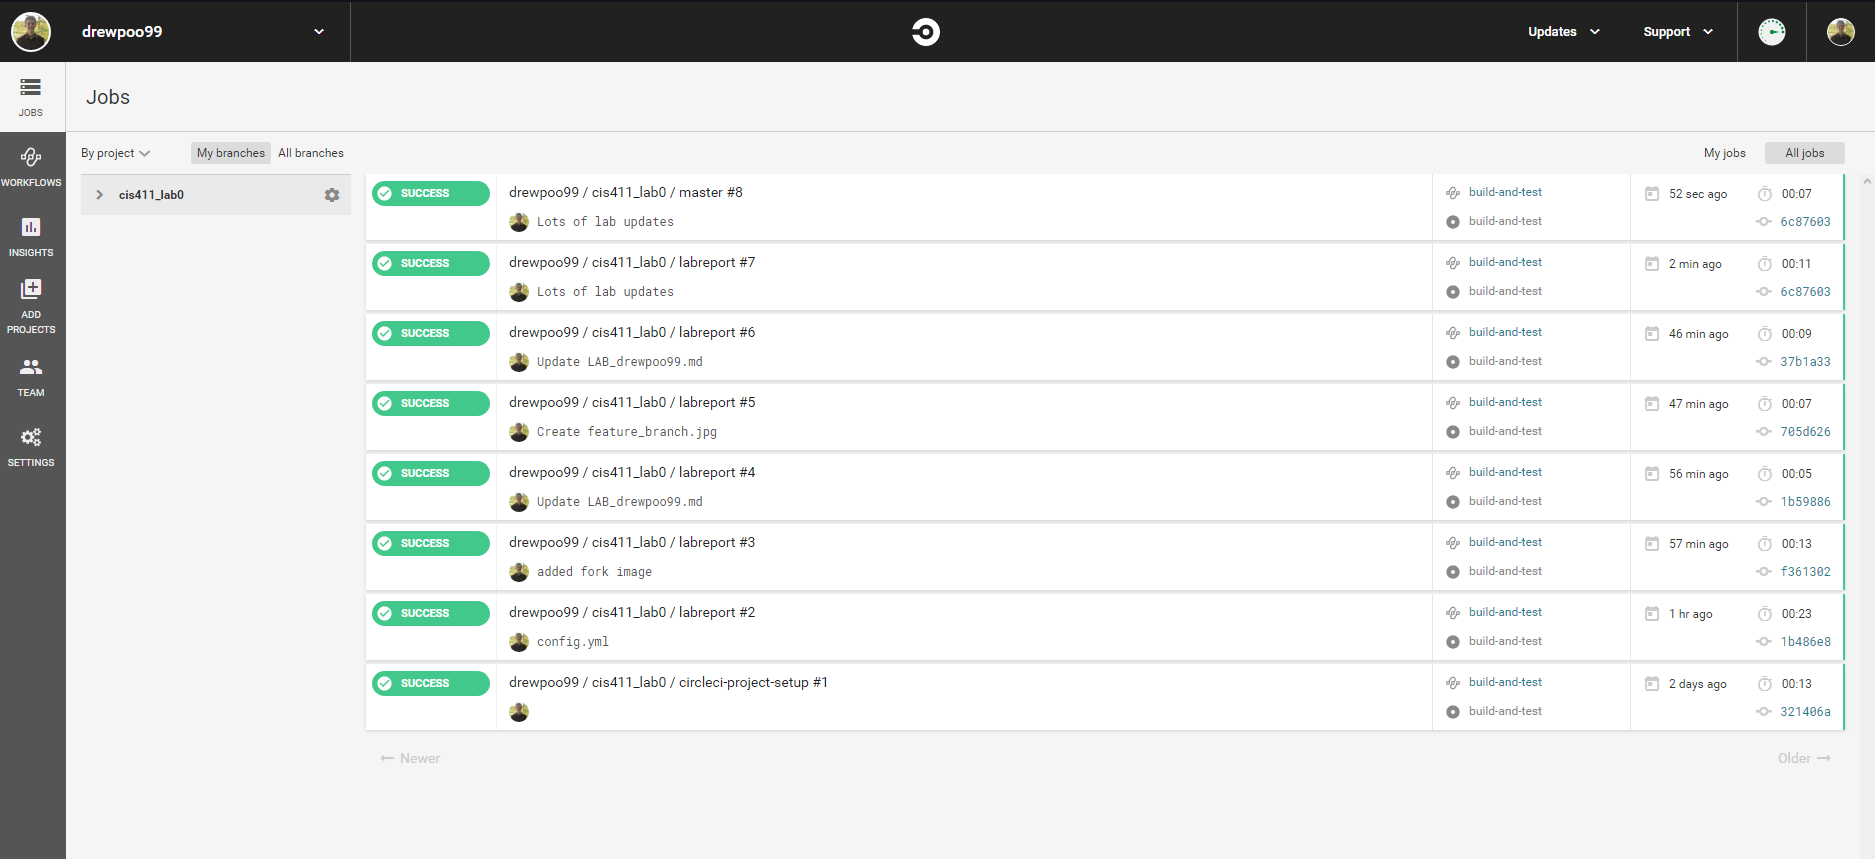 drewpoo99
Updates
Support
JOBS
WORKFLOWS
INSIGHTS
ADD
PROJECTS
TEAM
SETTINGS
Jobs
By project
My branches All branches
My jobs All jobs
cis411_lab0
SUCCESS drewpoo99 / cis411_lab0 / master #8 build-and-test 52 sec ago 00:07
Lots of lab updates build-and-test 6c87603
SUCCESS drewpoo99 / cis411_lab0 / labreport #7 build-and-test 2 min ago 00:11
Lots of lab updates build-and-test 6c87603
SUCCESS drewpoo99 / cis411_lab0 / labreport #6 build-and-test 46 min ago 00:09
Update LAB_drewpoo99.md build-and-test 37b1a33
SUCCESS drewpoo99 / cis411_lab0 / labreport #5 build-and-test 47 min ago 00:07
Create feature_branch.jpg build-and-test 705d626
SUCCESS drewpoo99 / cis411_lab0 / labreport #4 build-and-test 56 min ago 00:05
Update LAB_drewpoo99.md build-and-test 1b59886
SUCCESS drewpoo99 / cis411_lab0 / labreport #3 build-and-test 57 min ago 00:13
added fork image build-and-test f361302
SUCCESS drewpoo99 / cis411_lab0 / labreport #2 build-and-test 1 hr ago 00:23
config.yml build-and-test 1b486e8
SUCCESS drewpoo99 / cis411_lab0 / circleci-project-setup #1 build-and-test 2 days ago 00:13
build-and-test 321406a
Newer Older